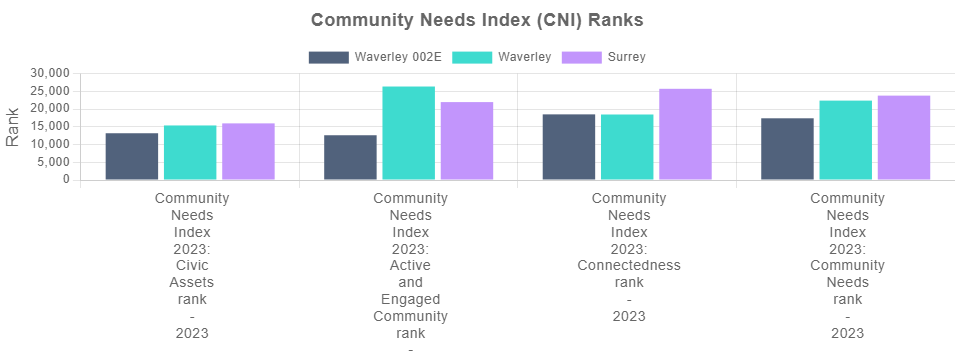 Community Needs Index (CNI) Ranks
Waverley 002E Waverley Surrey
Rank
30,000
25,000
20,000
15,000
10,000
5,000
0
Community
Needs
Index
2023:
Civic
Assets
rank
-
2023
Community
Needs
Index
2023:
Active
and
Engaged
Community
rank
-
Community
Needs
Index
2023:
Connectedness
rank
-
2023
Community
Needs
Index
2023:
Community
Needs
rank
-
2023